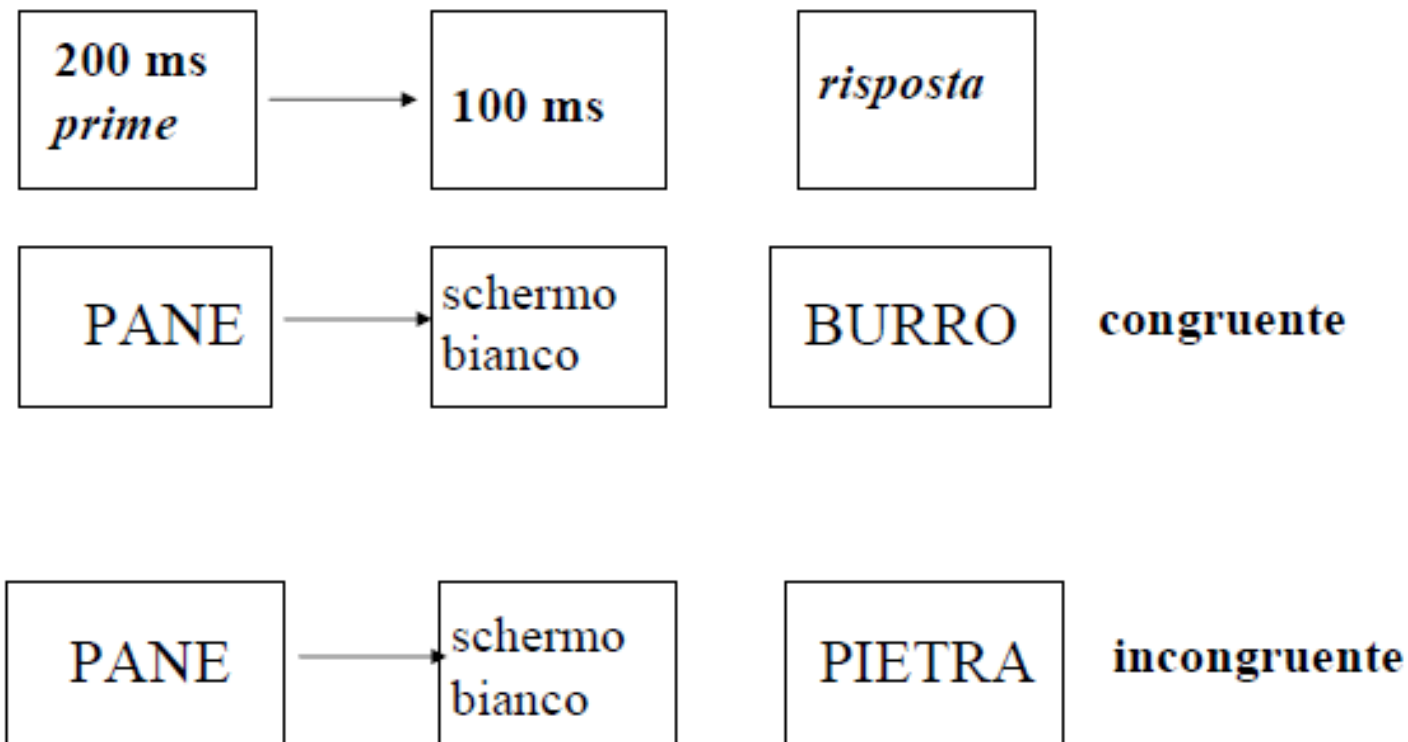 200 ms
prime
100 ms
risposta
PANE
schermo
bianco
BURRO
congruente
PANE
schermo
bianco
PIETRA
incongruente